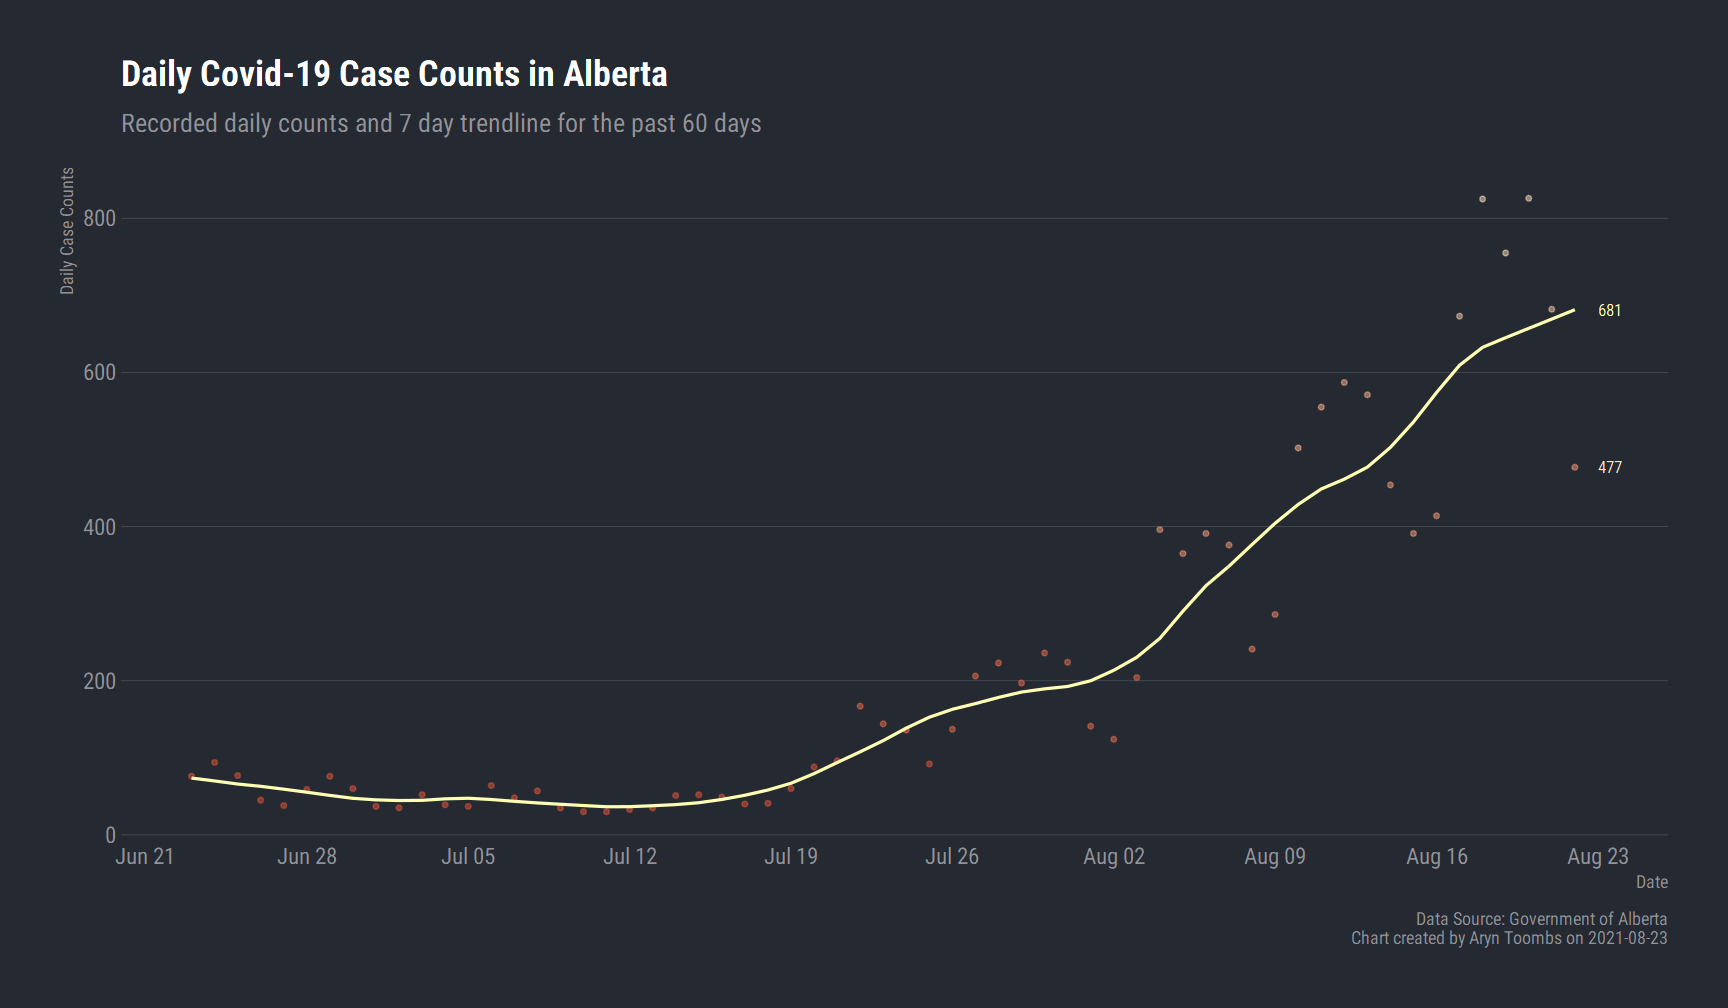 Daily Covid-19 Case Counts in Alberta
Recorded daily counts and 7 day trendline for the past 60 days
Daily Case Counts
800
600
400
200
0
681
477
Jun 21 Jun 28 Jul 05 Jul 12 Jul 19 Jul 26 Aug 02 Aug 09 Aug 16 Aug 23
Date
Data Source: Government of Alberta
Chart created by Aryn Toombs on 2021-08-23